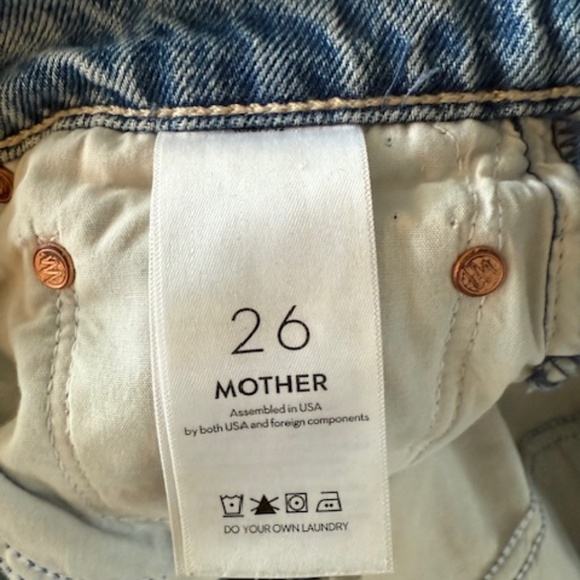 26
MOTHER
Assembled in USA
by both USA and foreign components
DO YOUR OWN LAUNDRY